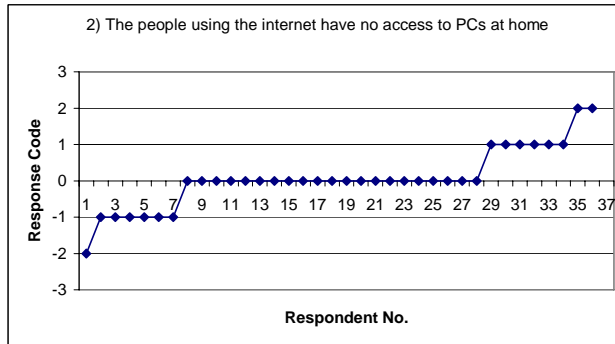 2) The people using the internet have no access to PCs at home
3
2
1
0
-1
-2
-3
1 3 5 7 9 11 13 15 17 19 21 23 25 27 29 31 33 35 37
Response Code
Respondent No.